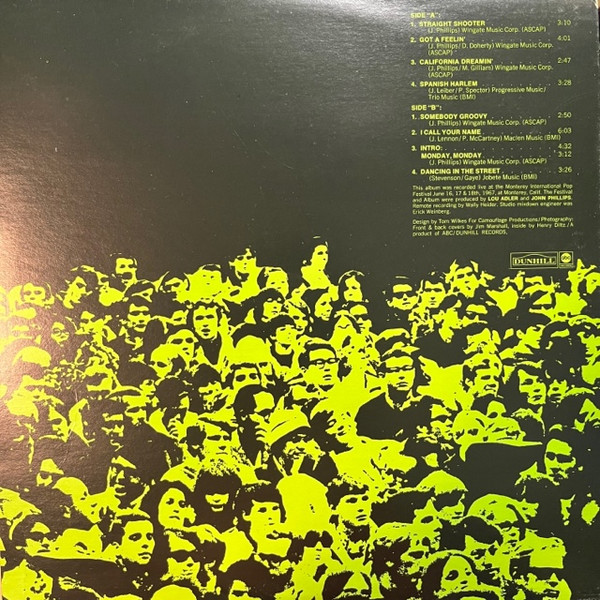 SIDE "A":
1. STRAIGHT SHOOTER . . . . . . . . . . . 3:10
(J. Phillips) Wingate Music Corp. (ASCAP)
2. GOT A FEELIN' . . . . . . . . . . . . . . 4:01
(J. Phillips/D. Doherty) Wingate Music Corp.
(ASCAP)
3. CALIFORNIA DREAMIN' . . . . . . . . . 2:47
(J. Phillips/M. Gilliam) Wingate Music Corp.
(ASCAP)
4. SPANISH HARLEM . . . . . . . . . . . . 3:28
(J. Leiber/P. Spector) Progressive Music/
Trio Music (BMI)
SIDE "B":
1. SOMEBODY GROOVY . . . . . . . . . . . 2:50
(J. Phillips) Wingate Music Corp. (ASCAP)
2. I CALL YOUR NAME . . . . . . . . . . . 6:03
(J. Lennon/P. McCartney) Maclen Music (BMI)
3. INTRO: . . . . . . . . . . . . . . . . . . 4:32
MONDAY, MONDAY . . . . . . . . . . . . 3:12
(J. Phillips) Wingate Music Corp. (ASCAP)
4. DANCING IN THE STREET . . . . . . . . 3:26
(Stevenson/Gaye) Jobete Music (BMI)
This album was recorded live at the Monterey International Pop
Festival June 16, 17 & 18th, 1967, at Monterey, Calif. The Festival
and Album were produced by LOU ADLER and JOHN PHILLIPS.
Remote recording by Wally Heider. Studio mixdown engineer was
Erick Weinberg.
Design by Tom Wilkes For Camouflage Productions/Photography:
Front & back covers by Jim Marshall, inside by Henry Diltz/A
product of ABC/DUNHILL RECORDS.
DUNHILL abc